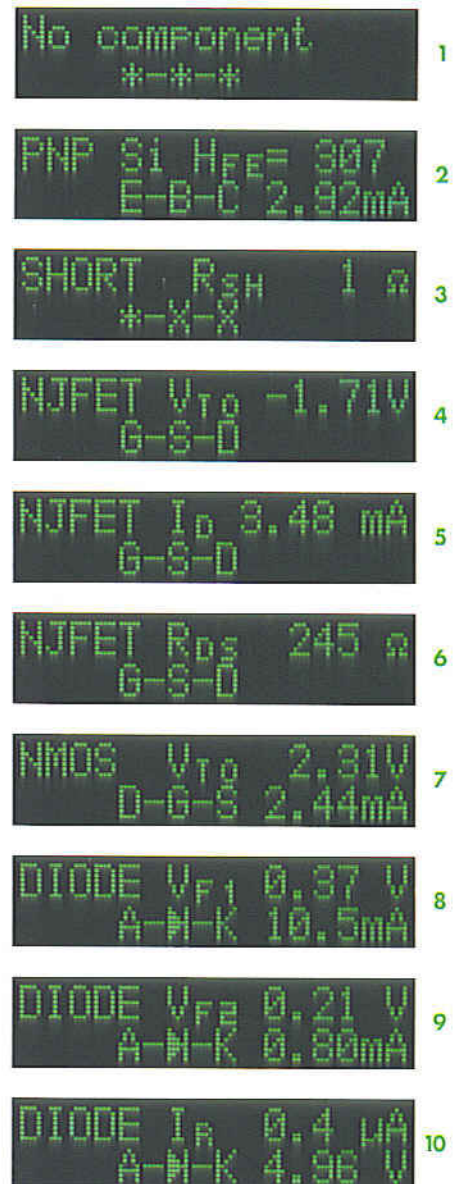 No component
*-*-*
1
PNP Si HFE= 307
E-B-C 2.92mA
2
SHORT RSH 1 Ω
*-X-X
3
NJFET VTO -1.71V
G-S-D
4
NJFET ID 3.48 mA
G-S-D
5
NJFET RDS 245 Ω
G-S-D
6
NMOS VTO 2.31V
D-G-S 2.44mA
7
DIODE VF1 0.37 V
A-▶-K 10.5mA
8
DIODE VF2 0.21 V
A-▶-K 0.80mA
9
DIODE IR 0.4 µA
A-▶-K 4.96 V
10